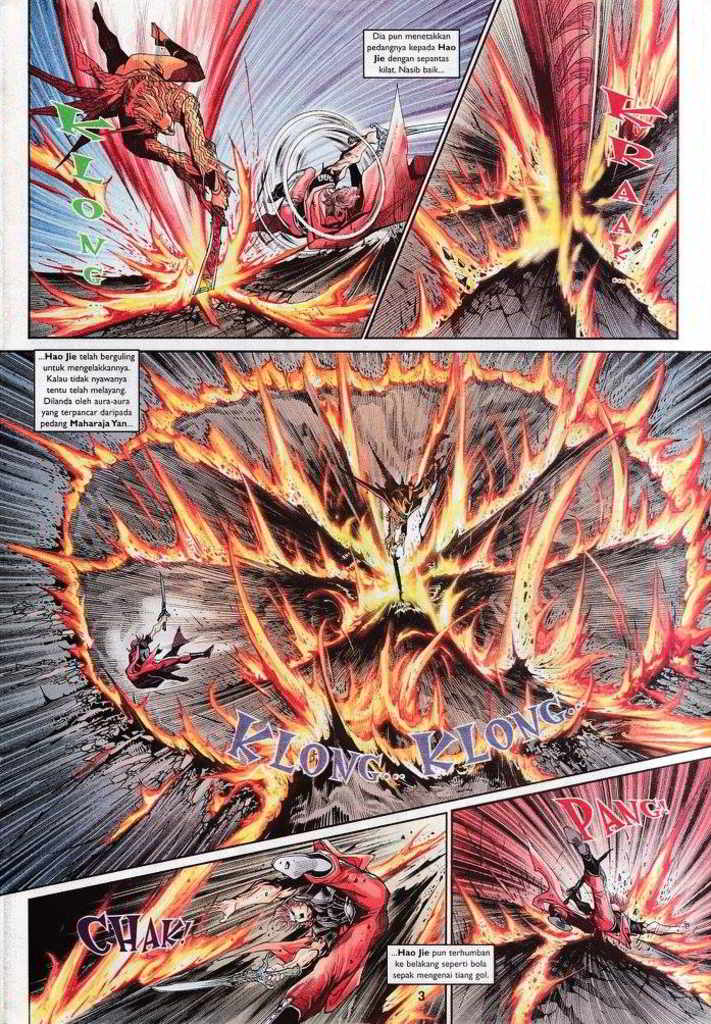 Dia pun menetakkan
pedangnya kepada Hao
Jie dengan sepantas
kilat. Nasib baik...
KLONG...
KRAAK...
...Hao Jie telah berguling
untuk mengelakkannya.
Kalau tidak nyawanya
tentu telah melayang.
Dilanda oleh aura-aura
yang terpancar daripada
pedang Maharaja Yan...
KLONG... KLONG...
CHAK!
PANG!
...Hao Jie pun terhumban
ke belakang seperti bola
sepak mengenai tiang gol.
3